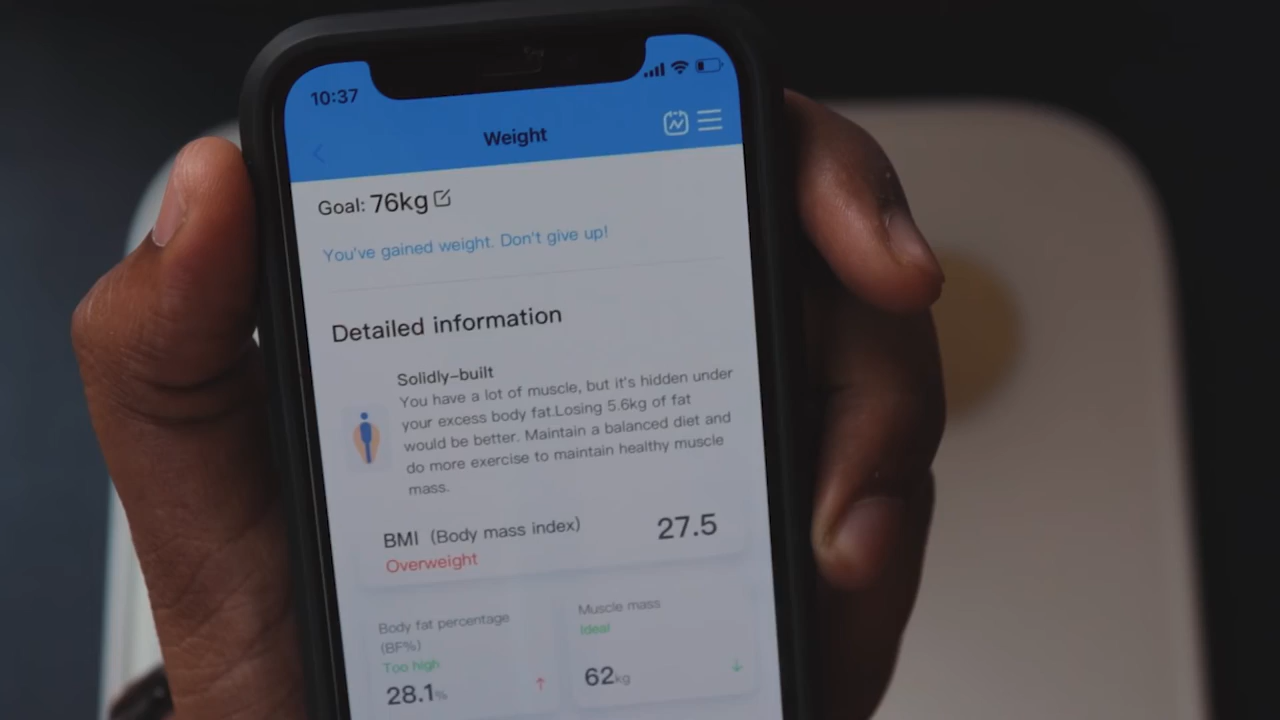 10:37
Weight
Goal: 76kg
You've gained weight. Don't give up!
Detailed information
Solidly-built
You have a lot of muscle, but it's hidden under
your excess body fat.Losing 5.6kg of fat
would be better. Maintain a balanced diet and
do more exercise to maintain healthy muscle
mass.
BMI (Body mass index) 27.5
Overweight
Body fat percentage
(BF%)
Too high
28.1%
Muscle mass
Ideal
62kg